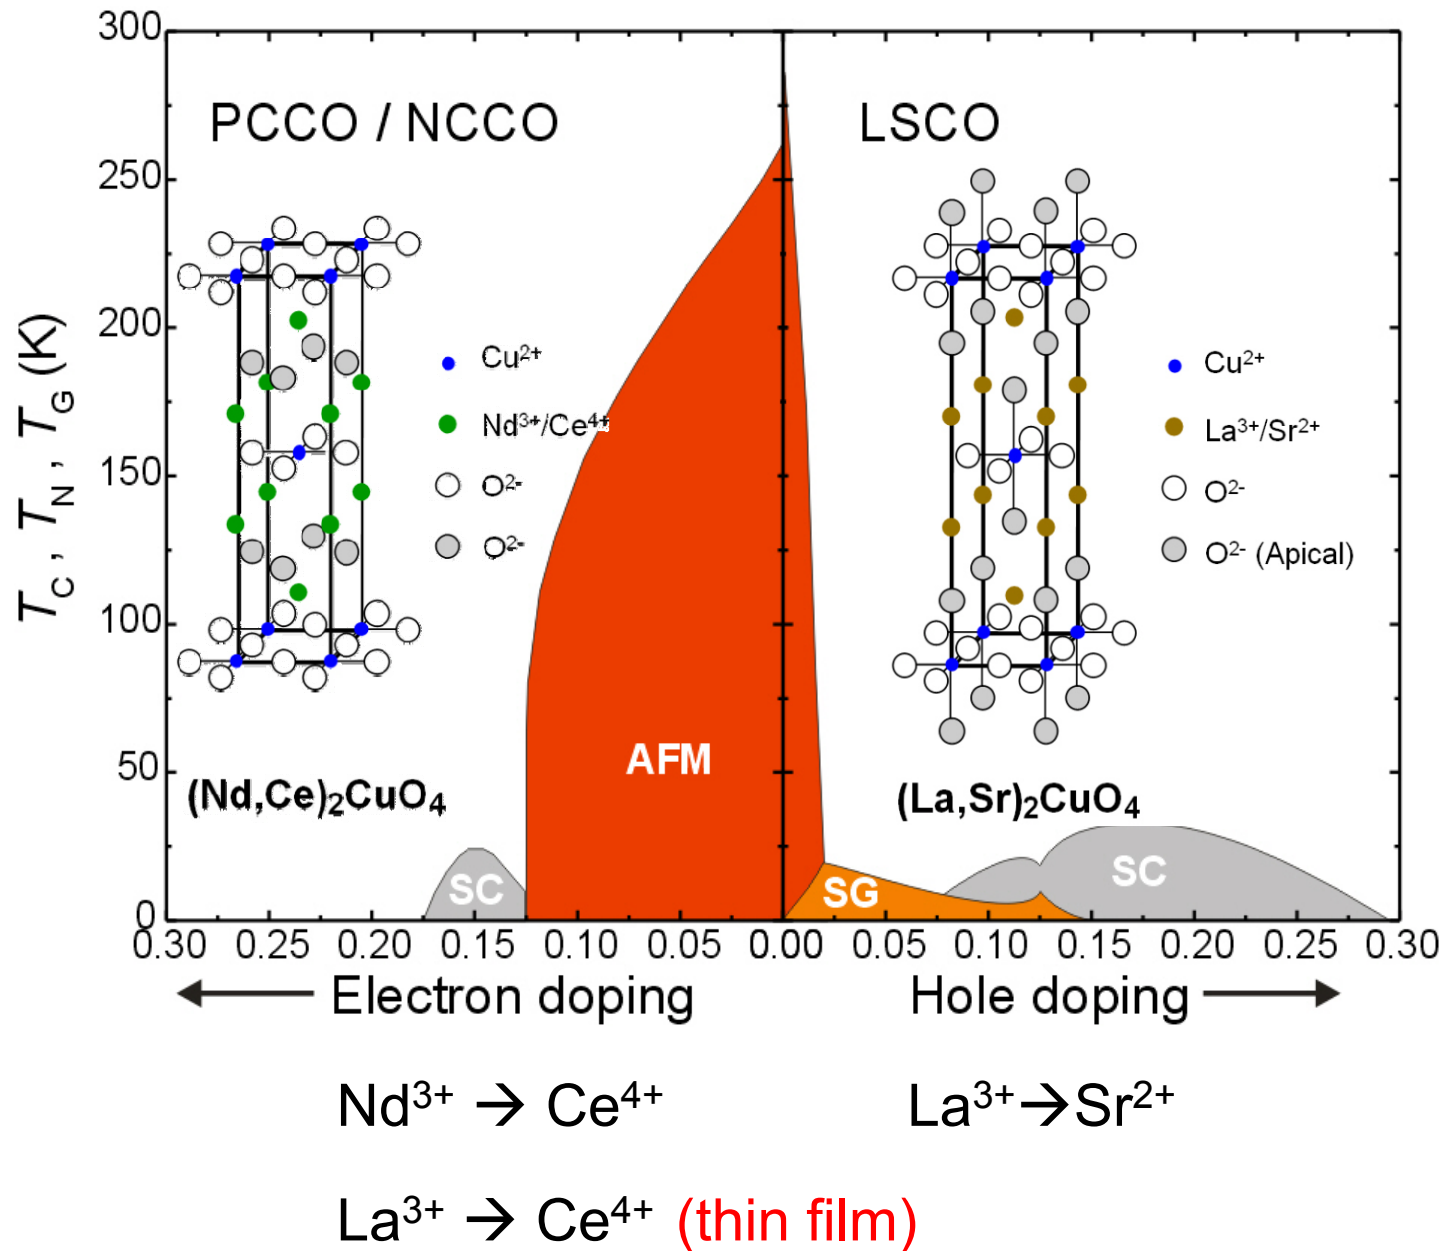 300
250
200
150
100
50
0
T_C , T_N , T_G (K)
PCCO / NCCO
LSCO
Cu²⁺
Nd³⁺/Ce⁴⁺
O²⁻
O²⁻
Cu²⁺
La³⁺/Sr²⁺
O²⁻
O²⁻ (Apical)
AFM
(Nd,Ce)₂CuO₄
(La,Sr)₂CuO₄
SC
SG
SC
0.30 0.25 0.20 0.15 0.10 0.05 0.00 0.05 0.10 0.15 0.20 0.25 0.30
Electron doping
Hole doping
Nd³⁺ → Ce⁴⁺
La³⁺→Sr²⁺
La³⁺ → Ce⁴⁺ (thin film)